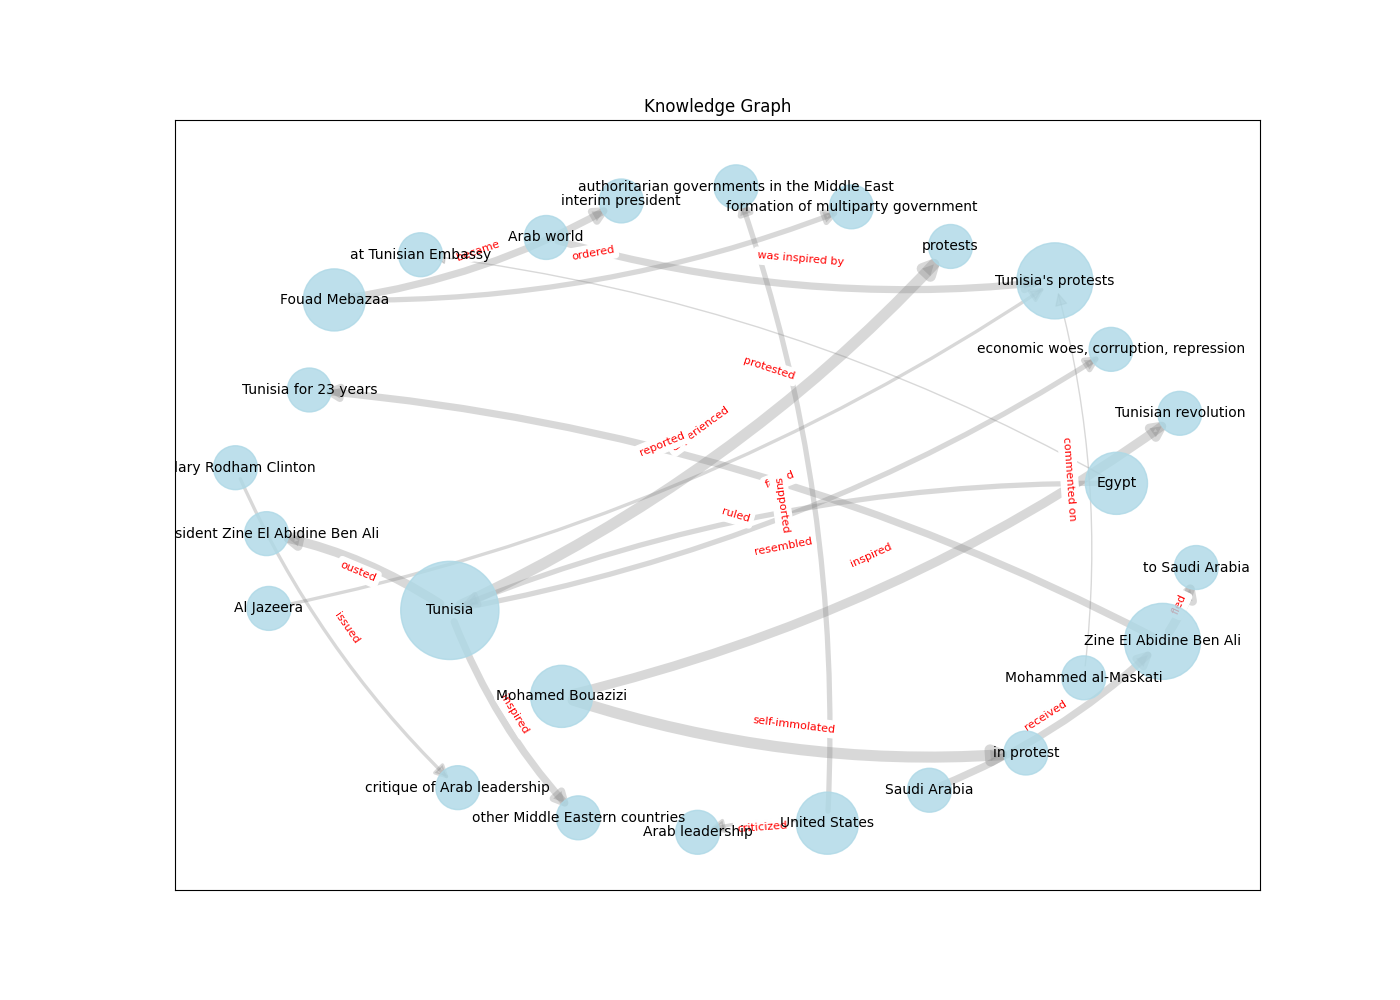 Knowledge Graph
authoritarian governments in the Middle East
interim president
formation of multiparty government
Arab world
protests
at Tunisian Embassy
became
ordered
was inspired by
Tunisia's protests
Fouad Mebazaa
economic woes, corruption, repression
protested
Tunisia for 23 years
Tunisian revolution
reported
lary Rodham Clinton
commented on
Egypt
supported
ruled
sident Zine El Abidine Ben Ali
resembled
inspired
ousted
to Saudi Arabia
Al Jazeera
Tunisia
issued
Zine El Abidine Ben Ali
Mohammed al-Maskati
Mohamed Bouazizi
inspired
received
self-immolated
in protest
critique of Arab leadership
Saudi Arabia
other Middle Eastern countries
Arab leadership
criticized
United States